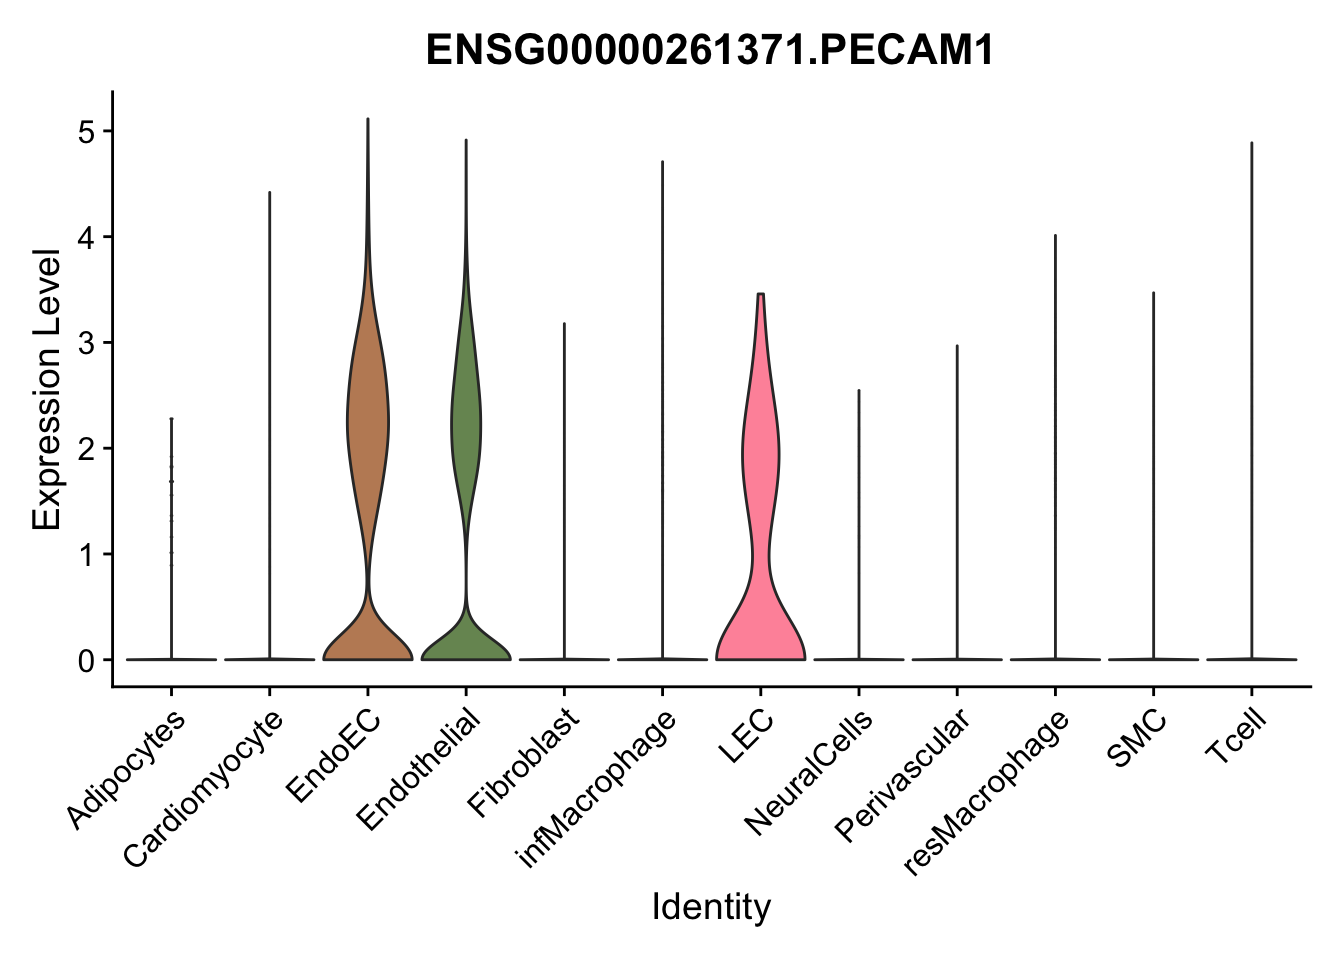 ENSG00000261371.PECAM1
Expression Level
5
4
3
2
1
0
Adipocytes
Cardiomyocyte
EndoEC
Endothelial
Fibroblast
infMacrophage
LEC
NeuralCells
Perivascular
resMacrophage
SMC
Tcell
Identity